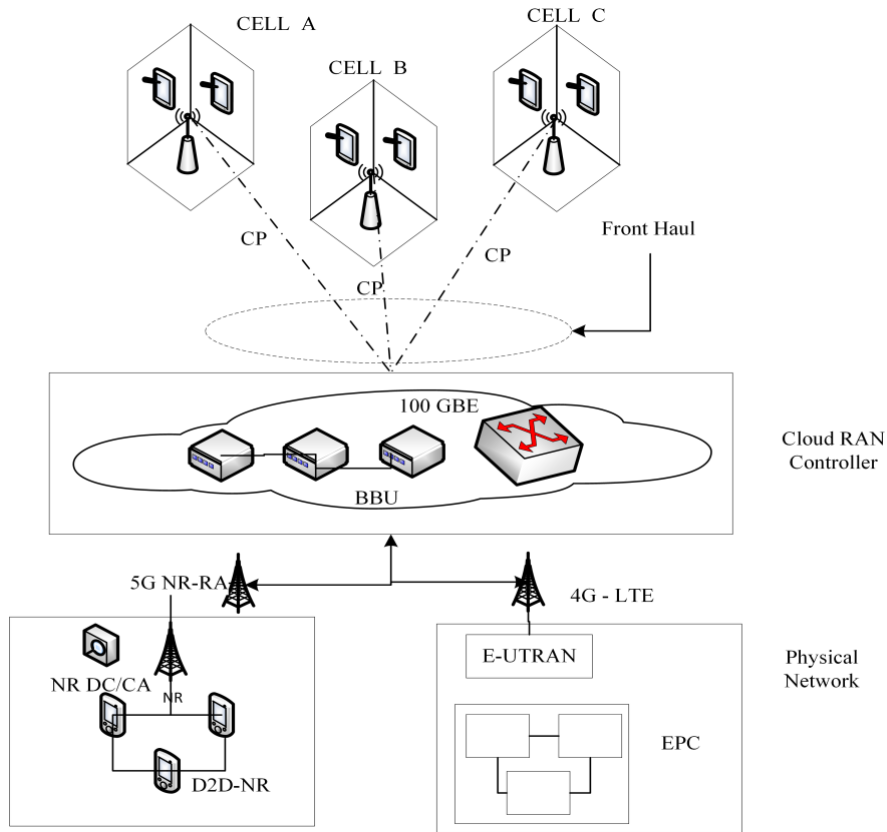 CELL A
CELL B
CELL C
CP
CP
CP
Front Haul
100 GBE
BBU
Cloud RAN
Controller
5G NR-RA
4G - LTE
E-UTRAN
NR DC/CA
NR
D2D-NR
EPC
Physical
Network